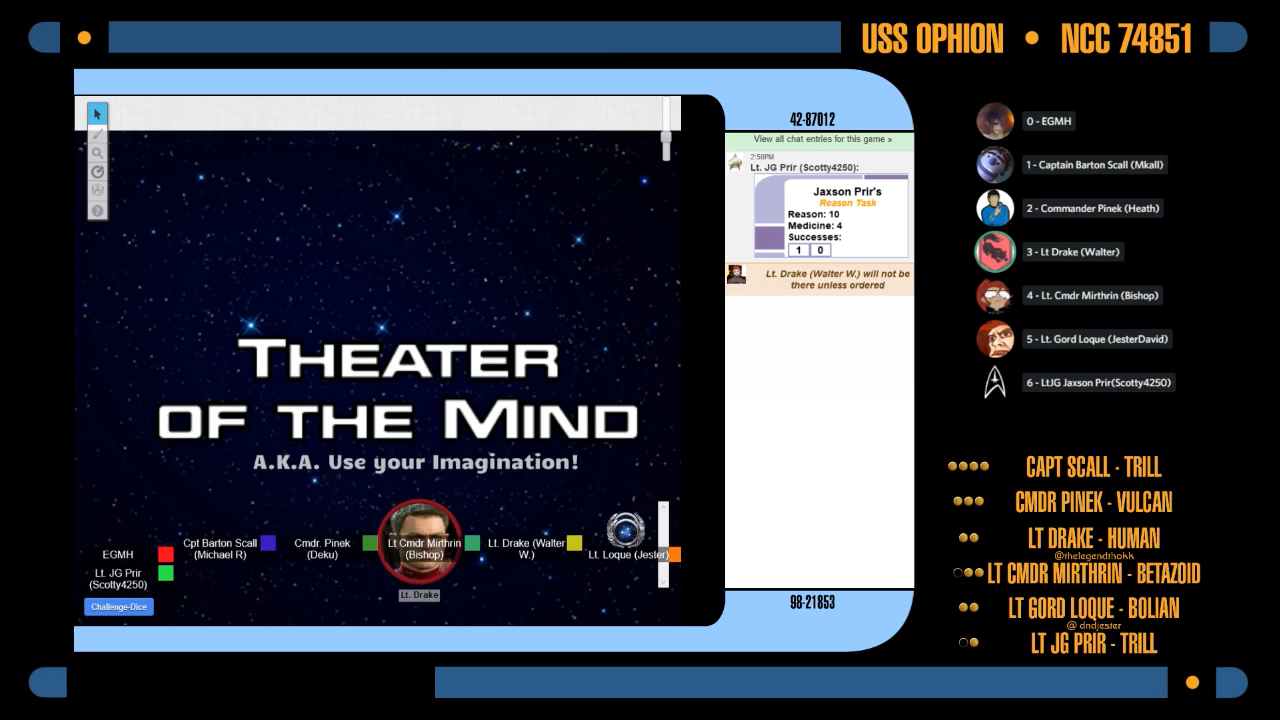 USS OPHION • NCC 74851
42-87012
View all chat entries for this game »
2:50PM
Lt. JG Prir (Scotty4250):
Jaxson Prir's
Reason Task
Reason: 10
Medicine: 4
Successes:
1 0
Lt. Drake (Walter W.) will not be
there unless ordered
98-21853
THEATER
OF THE MIND
A.K.A. Use your Imagination!
EGMH
Lt. JG Prir
(Scotty4250)
Cpt Barton Scall
(Michael R)
Cmdr. Pinek
(Deku)
Lt Cmdr Mirthrin
(Bishop)
Lt. Drake (Walter
W.)
Lt. Loque (Jester)
Lt. Drake
Challenge-Dice
0 - EGMH
1 - Captain Barton Scall (Mkall)
2 - Commander Pinek (Heath)
3 - Lt Drake (Walter)
4 - Lt. Cmdr Mirthrin (Bishop)
5 - Lt. Gord Loque (JesterDavid)
6 - LtJG Jaxson Prir(Scotty4250)
CAPT SCALL - TRILL
CMDR PINEK - VULCAN
LT DRAKE - HUMAN
@thelegendthokk
LT CMDR MIRTHRIN - BETAZOID
LT GORD LOQUE - BOLIAN
@ dndjester
LT JG PRIR - TRILL